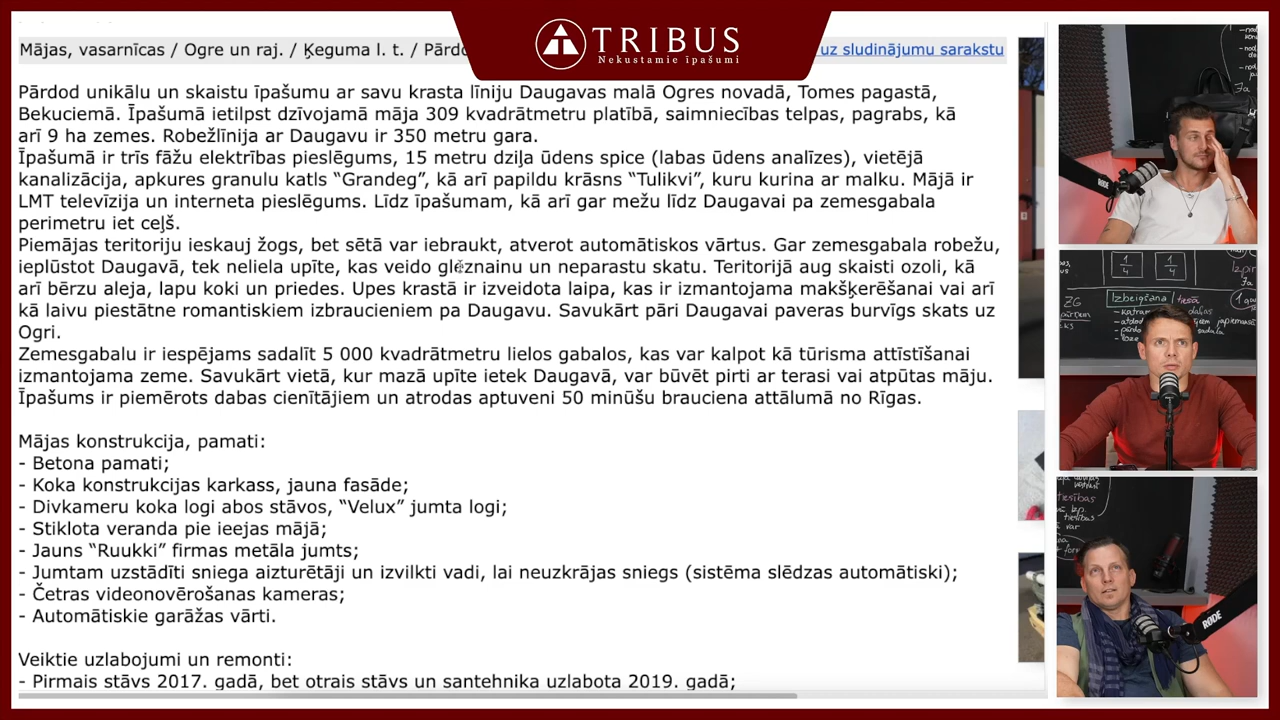 TRIBUS
Nekustamie īpašumi
Mājas, vasarnīcas / Ogre un raj. / Ķeguma l. t. / Pārdo
uz sludinājumu sarakstu
Pārdod unikālu un skaistu īpašumu ar savu krasta līniju Daugavas malā Ogres novadā, Tomes pagastā,
Bekuciemā. Īpašumā ietilpst dzīvojamā māja 309 kvadrātmetru platībā, saimniecības telpas, pagrabs, kā
arī 9 ha zemes. Robežlīnija ar Daugavu ir 350 metru gara.
Īpašumā ir trīs fāžu elektrības pieslēgums, 15 metru dziļa ūdens spice (labas ūdens analīzes), vietējā
kanalizācija, apkures granulu katls “Grandeg”, kā arī papildu krāsns “Tulikvi”, kuru kurina ar malku. Mājā ir
LMT televīzija un interneta pieslēgums. Līdz īpašumam, kā arī gar mežu līdz Daugavai pa zemesgabala
perimetru iet ceļš.
Piemājas teritoriju ieskauj žogs, bet sētā var iebraukt, atverot automātiskos vārtus. Gar zemesgabala robežu,
ieplūstot Daugavā, tek neliela upīte, kas veido gleznainu un neparastu skatu. Teritorijā aug skaisti ozoli, kā
arī bērzu aleja, lapu koki un priedes. Upes krastā ir izveidota laipa, kas ir izmantojama makšķerēšanai vai arī
kā laivu piestātne romantiskiem izbraucieniem pa Daugavu. Savukārt pāri Daugavai paveras burvīgs skats uz
Ogri.
Zemesgabalu ir iespējams sadalīt 5 000 kvadrātmetru lielos gabalos, kas var kalpot kā tūrisma attīstīšanai
izmantojama zeme. Savukārt vietā, kur mazā upīte ietek Daugavā, var būvēt pirti ar terasi vai atpūtas māju.
Īpašums ir piemērots dabas cienītājiem un atrodas aptuveni 50 minūšu brauciena attālumā no Rīgas.
Mājas konstrukcija, pamati:
- Betona pamati;
- Koka konstrukcijas karkass, jauna fasāde;
- Divkameru koka logi abos stāvos, “Velux” jumta logi;
- Stiklota veranda pie ieejas mājā;
- Jauns “Ruukki” firmas metāla jumts;
- Jumtam uzstādīti sniega aizturētāji un izvilkti vadi, lai neuzkrājas sniegs (sistēma slēdzas automātiski);
- Četras videonovērošanas kameras;
- Automātiskie garāžas vārti.
Veiktie uzlabojumi un remonti:
- Pirmais stāvs 2017. gadā, bet otrais stāvs un santehnika uzlabota 2019. gadā;
RODE
1/4 1/4
ZG
Izbeigšana
tiesā
RØDE
tiesības
RØDE